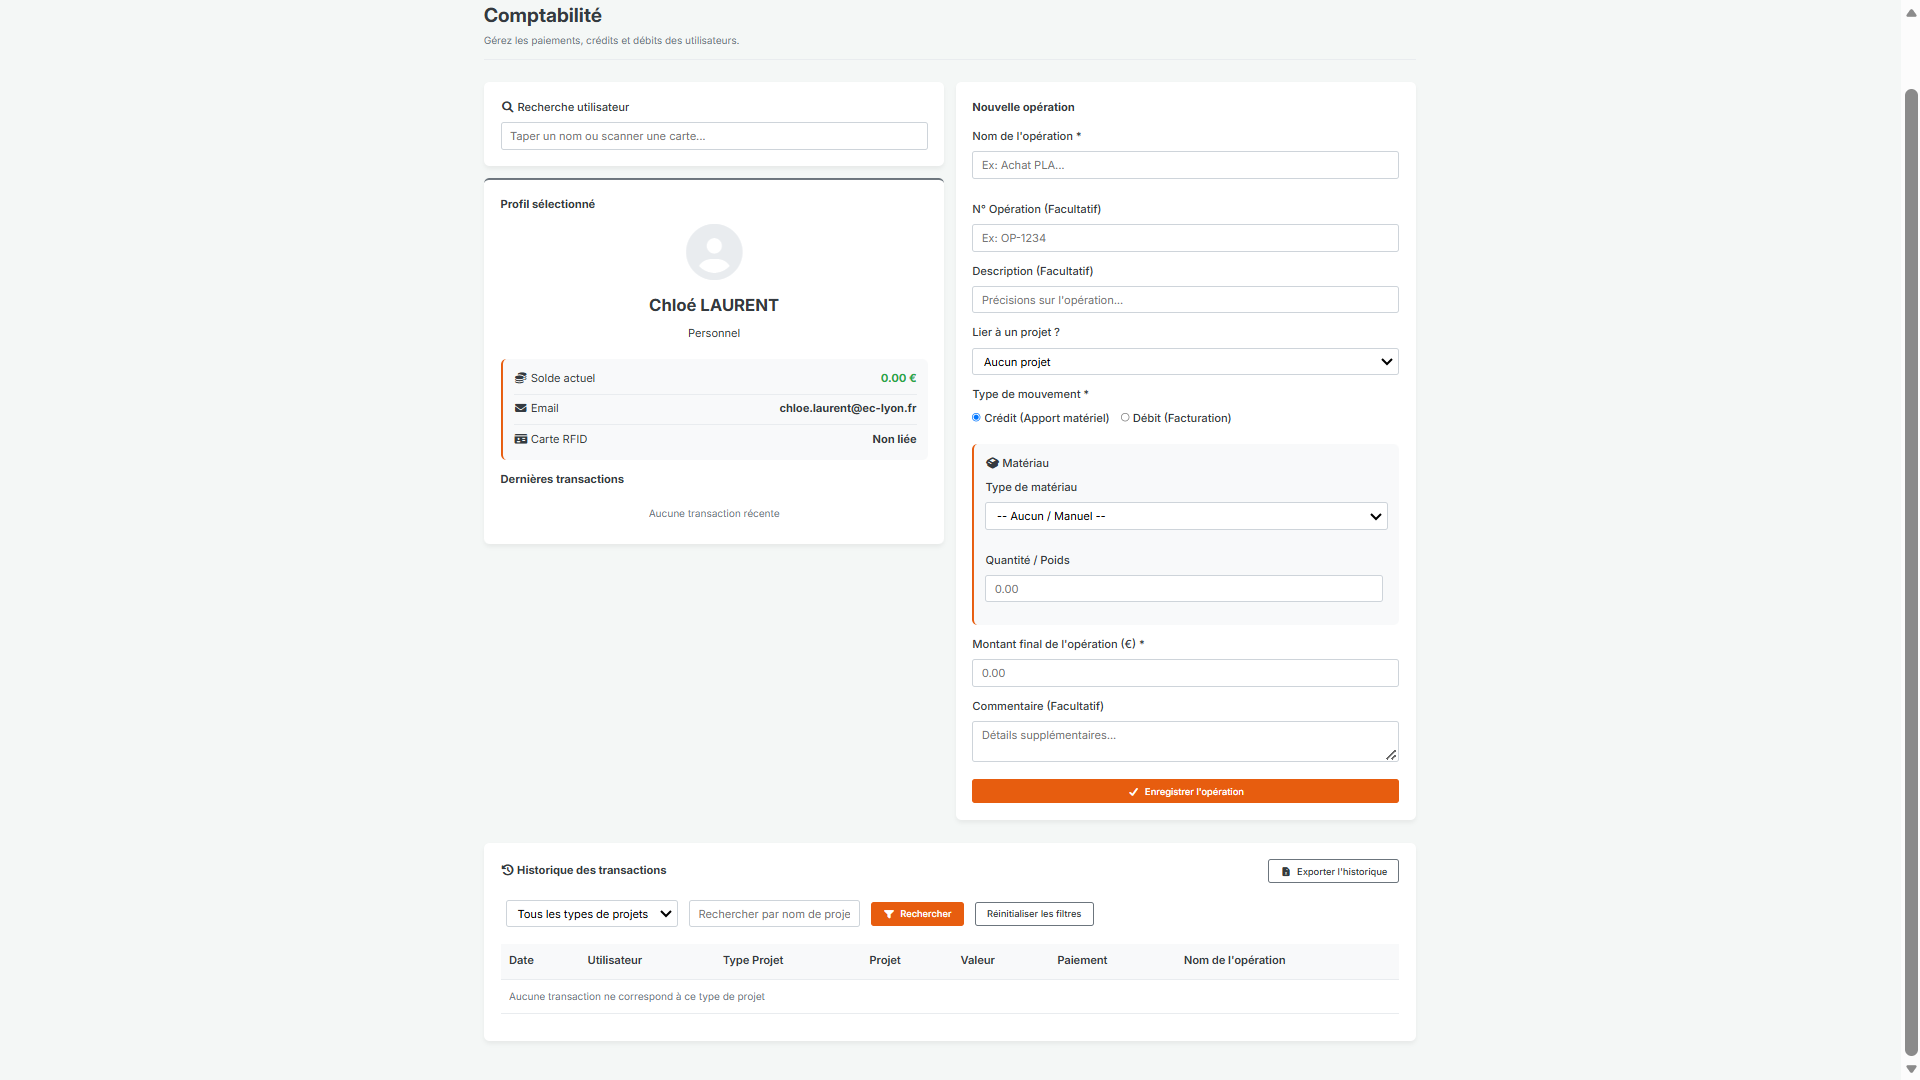 Comptabilité
Gérez les paiements, crédits et débits des utilisateurs.
Recherche utilisateur
Taper un nom ou scanner une carte...
Profil sélectionné
Chloé LAURENT
Personnel
Solde actuel 0.00 €
Email chloe.laurent@ec-lyon.fr
Carte RFID Non liée
Dernières transactions
Aucune transaction récente
Nouvelle opération
Nom de l'opération *
Ex: Achat PLA...
N° Opération (Facultatif)
Ex: OP-1234
Description (Facultatif)
Précisions sur l'opération...
Lier à un projet ?
Aucun projet
Type de mouvement *
Crédit (Apport matériel) Débit (Facturation)
Matériau
Type de matériau
-- Aucun / Manuel --
Quantité / Poids
0.00
Montant final de l'opération (€) *
0.00
Commentaire (Facultatif)
Détails supplémentaires...
Enregistrer l'opération
Historique des transactions Exporter l'historique
Tous les types de projets Rechercher par nom de proje Rechercher Réinitialiser les filtres
Date Utilisateur Type Projet Projet Valeur Paiement Nom de l'opération
Aucune transaction ne correspond à ce type de projet